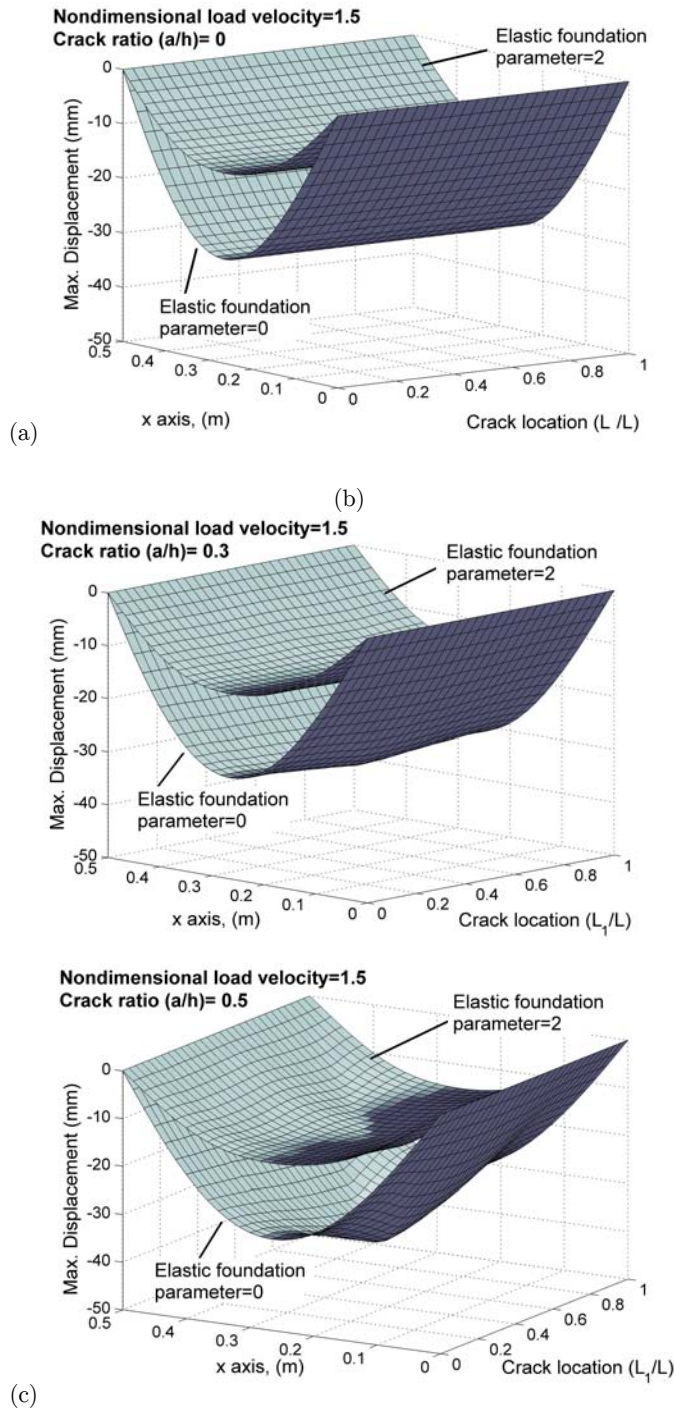 Nondimensional load velocity=1.5
Crack ratio (a/h)= 0
Elastic foundation
parameter=2
0
-10
-20
-30
-40
-50
Max. Displacement (mm)
Elastic foundation
parameter=0
0.5
0.4
0.3
0.2
0.1
0
x axis, (m)
0
0.2
0.4
0.6
0.8
1
Crack location (L /L)
(a)
(b)
Nondimensional load velocity=1.5
Crack ratio (a/h)= 0.3
Elastic foundation
parameter=2
0
-10
-20
-30
-40
-50
Max. Displacement (mm)
Elastic foundation
parameter=0
0.5
0.4
0.3
0.2
0.1
0
x axis, (m)
0
0.2
0.4
0.6
0.8
1
Crack location (L₁/L)
Nondimensional load velocity=1.5
Crack ratio (a/h)= 0.5
Elastic foundation
parameter=2
0
-10
-20
-30
-40
-50
Max. Displacement (mm)
Elastic foundation
parameter=0
0.5
0.4
0.3
0.2
0.1
0
x axis, (m)
0
0.2
0.4
0.6
0.8
1
Crack location (L₁/L)
(c)